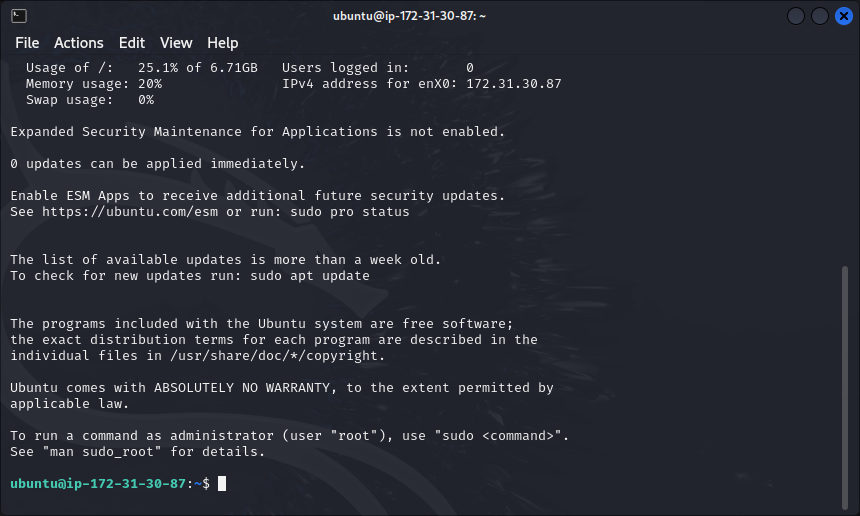 ubuntu@ip-172-31-30-87: ~
File Actions Edit View Help
Usage of /: 25.1% of 6.71GB Users logged in: 0
Memory usage: 20% IPv4 address for enX0: 172.31.30.87
Swap usage: 0%
Expanded Security Maintenance for Applications is not enabled.
0 updates can be applied immediately.
Enable ESM Apps to receive additional future security updates.
See https://ubuntu.com/esm or run: sudo pro status
The list of available updates is more than a week old.
To check for new updates run: sudo apt update
The programs included with the Ubuntu system are free software;
the exact distribution terms for each program are described in the
individual files in /usr/share/doc/*/copyright.
Ubuntu comes with ABSOLUTELY NO WARRANTY, to the extent permitted by
applicable law.
To run a command as administrator (user "root"), use "sudo <command>".
See "man sudo_root" for details.
ubuntu@ip-172-31-30-87:~$